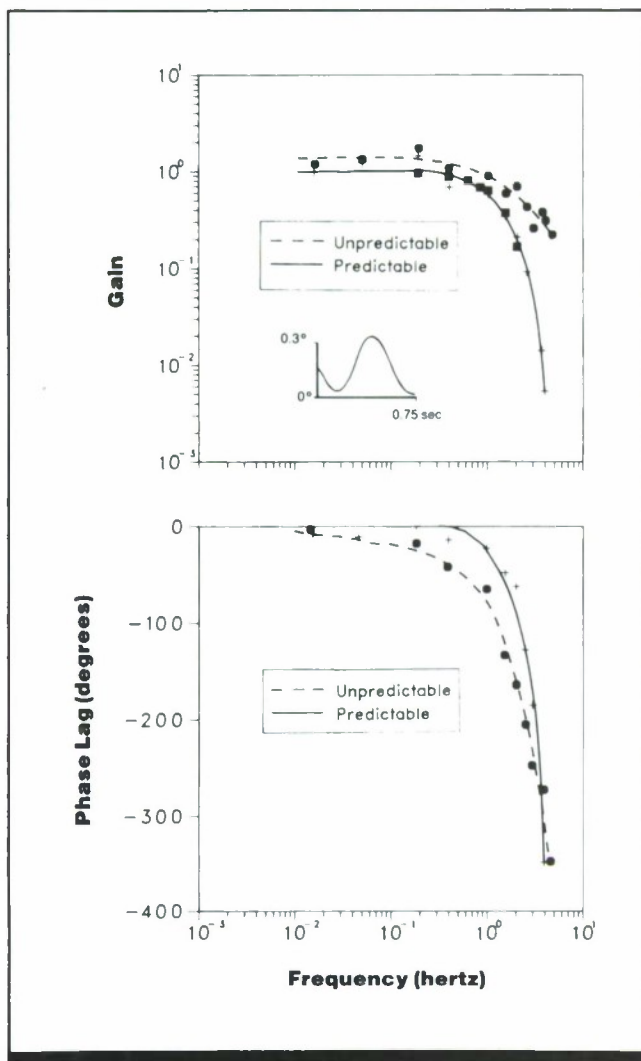 10¹
10⁰
10⁻¹
10⁻²
10⁻³
Gain
Unpredictable
Predictable
0.3°
0°
0.75 sec
0
-100
-200
-300
-400
Phase Lag (degrees)
Unpredictable
Predictable
10⁻³ 10⁻² 10⁻¹ 10⁰ 10¹
Frequency (hertz)